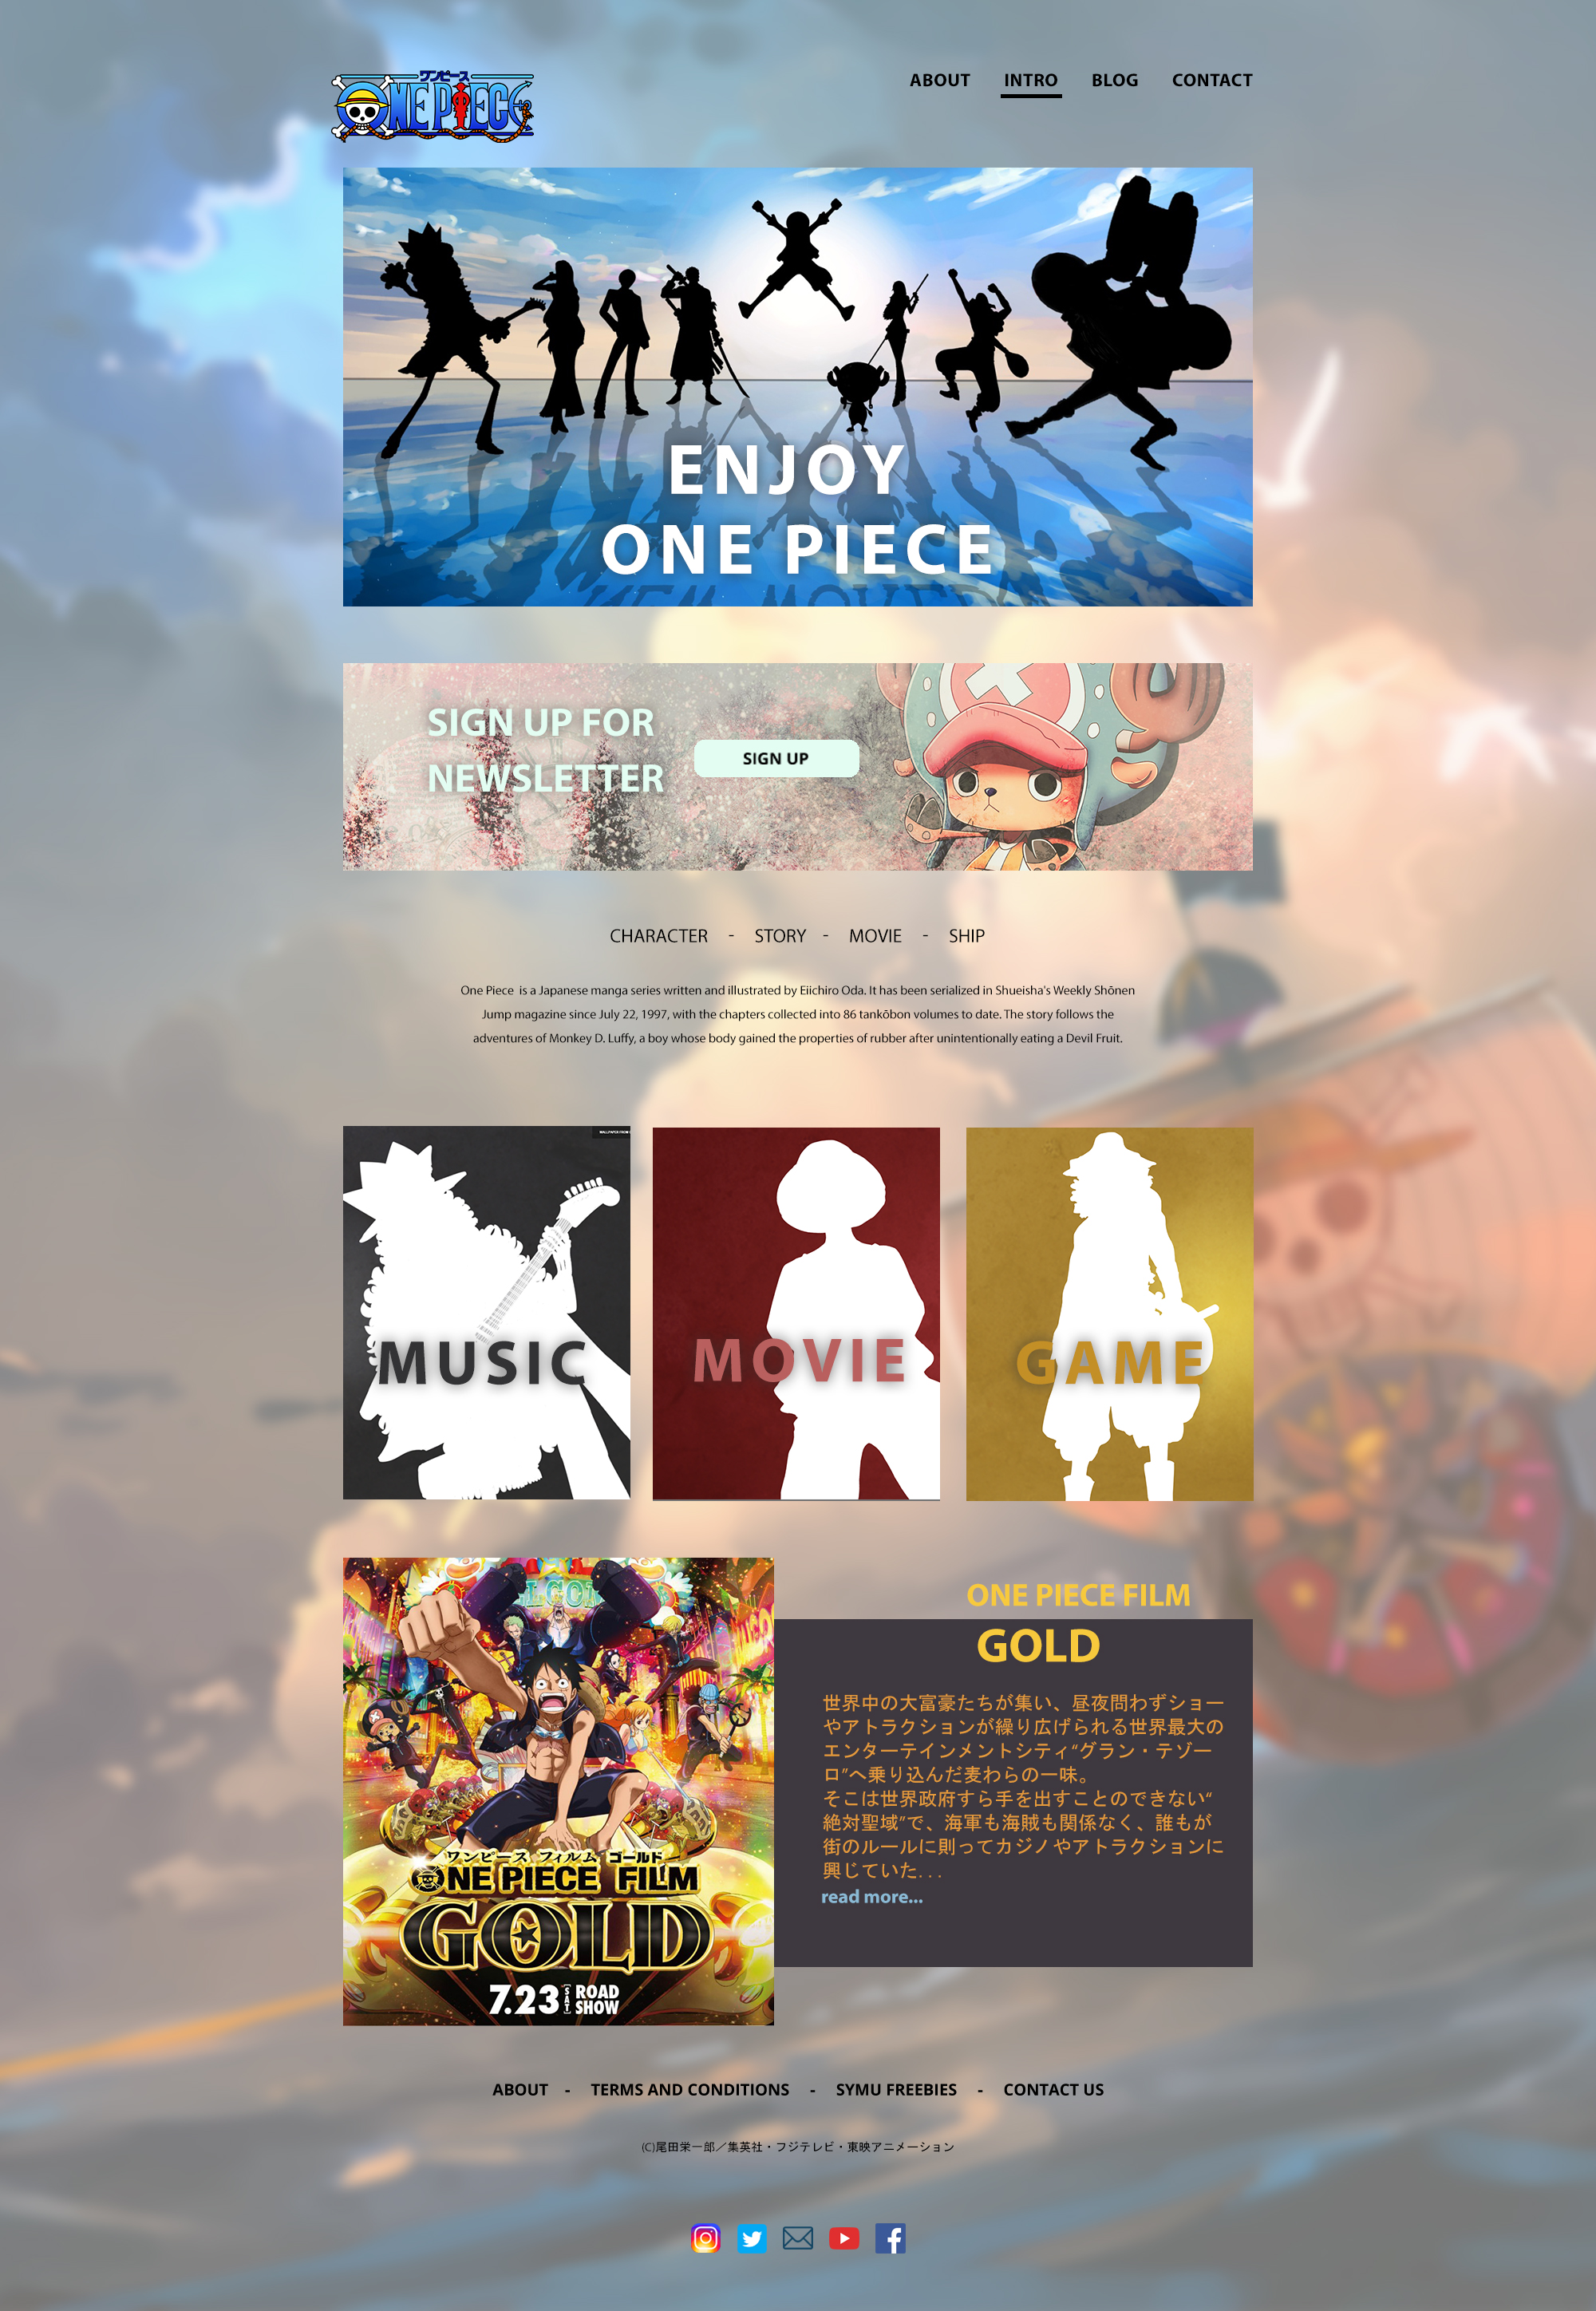 ワンピース
ONE PIECE
ABOUT INTRO BLOG CONTACT
ENJOY
ONE PIECE
SIGN UP FOR
NEWSLETTER
SIGN UP
CHARACTER - STORY - MOVIE - SHIP
One Piece is a Japanese manga series written and illustrated by Eiichiro Oda. It has been serialized in Shueisha's Weekly Shōnen
Jump magazine since July 22, 1997, with the chapters collected into 86 tankōbon volumes to date. The story follows the
adventures of Monkey D. Luffy, a boy whose body gained the properties of rubber after unintentionally eating a Devil Fruit.
WALLPAPER FROM
MUSIC
MOVIE
GAME
ワンピース フィルム ゴールド
ONE PIECE FILM
GOLD
7.23 SAT ROAD
SHOW
ONE PIECE FILM
GOLD
世界中の大富豪たちが集い、昼夜問わずショー
やアトラクションが繰り広げられる世界最大の
エンターテインメントシティ“グラン・テゾー
ロ”へ乗り込んだ麦わらの一味。
そこは世界政府すら手を出すことのできない“
絶対聖域”で、海軍も海賊も関係なく、誰もが
街のルールに則ってカジノやアトラクションに
興じていた. . .
read more...
ABOUT - TERMS AND CONDITIONS - SYMU FREEBIES - CONTACT US
(C)尾田栄一郎／集英社・フジテレビ・東映アニメーション